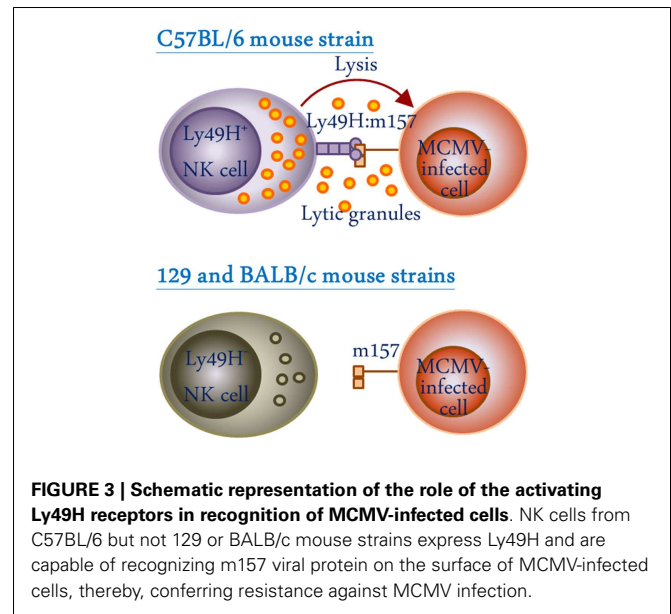 C57BL/6 mouse strain
Lysis
Ly49H:m157
Ly49H+
NK cell
MCMV-
infected
cell
Lytic granules
129 and BALB/c mouse strains
m157
Ly49H-
NK cell
MCMV-
infected
cell
FIGURE 3 | Schematic representation of the role of the activating
Ly49H receptors in recognition of MCMV-infected cells. NK cells from
C57BL/6 but not 129 or BALB/c mouse strains express Ly49H and are
capable of recognizing m157 viral protein on the surface of MCMV-infected
cells, thereby, conferring resistance against MCMV infection.